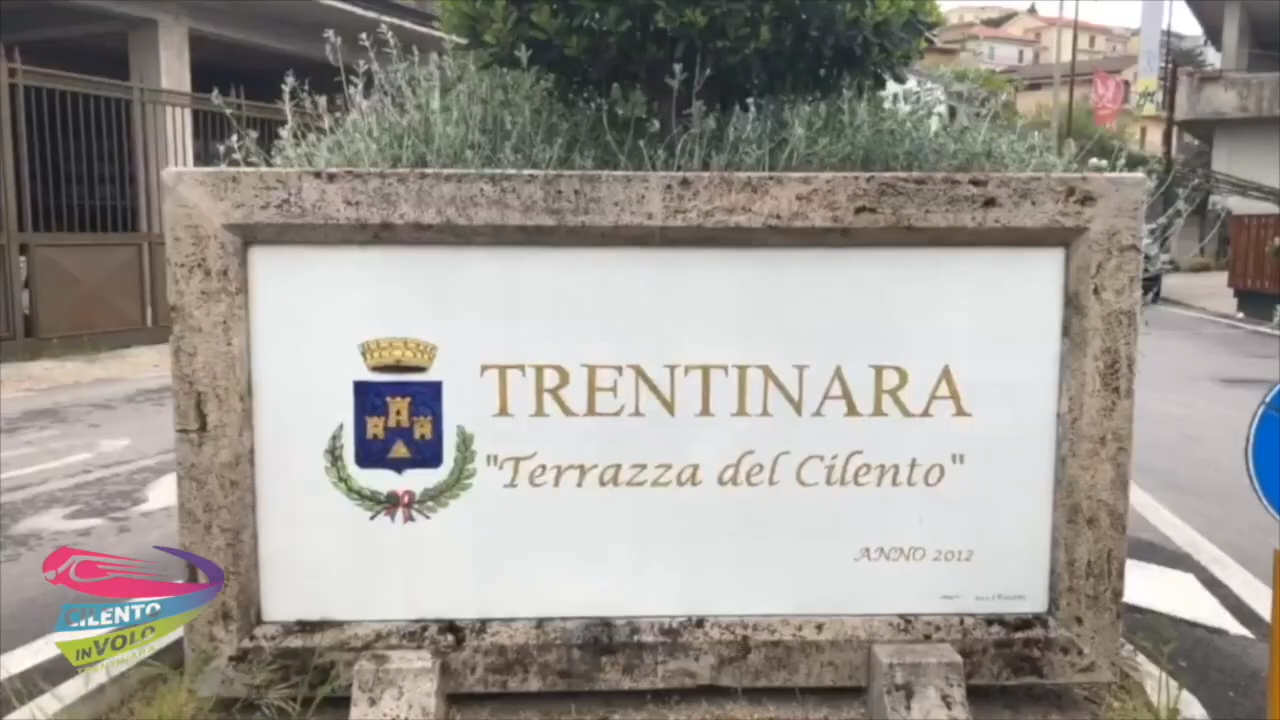 TRENTINARA
"Terrazza del Cilento"
ANNO 2012
CILENTO
IN VOLO